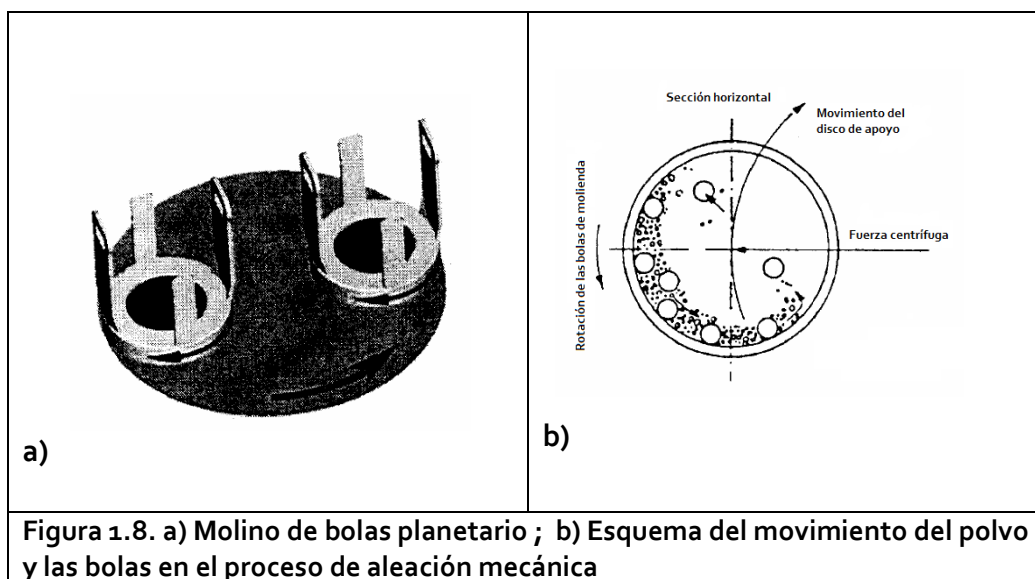 a)
Sección horizontal
Movimiento del
disco de apoyo
Rotación de las bolas de molienda
Fuerza centrífuga
b)
Figura 1.8. a) Molino de bolas planetario ; b) Esquema del movimiento del polvo
y las bolas en el proceso de aleación mecánica